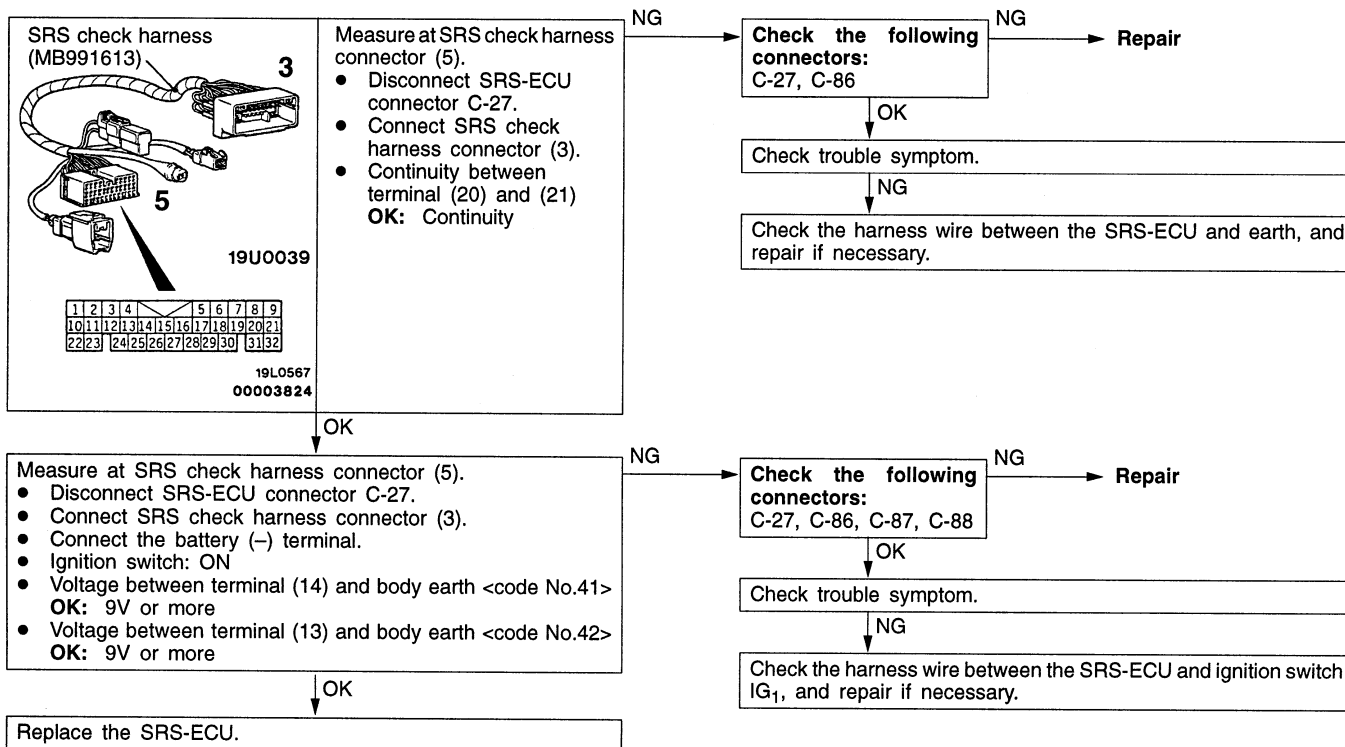 SRS check harness
(MB991613)
3
5
19U0039
1 2 3 4 5 6 7 8 9
10 11 12 13 14 15 16 17 18 19 20 21
22 23 24 25 26 27 28 29 30 31 32
19L0567
00003824
Measure at SRS check harness
connector (5).
● Disconnect SRS-ECU
connector C-27.
● Connect SRS check
harness connector (3).
● Continuity between
terminal (20) and (21)
OK: Continuity
NG
Check the following
connectors:
C-27, C-86
NG
Repair
OK
Check trouble symptom.
NG
Check the harness wire between the SRS-ECU and earth, and
repair if necessary.
OK
Measure at SRS check harness connector (5).
● Disconnect SRS-ECU connector C-27.
● Connect SRS check harness connector (3).
● Connect the battery (–) terminal.
● Ignition switch: ON
● Voltage between terminal (14) and body earth <code No.41>
OK: 9V or more
● Voltage between terminal (13) and body earth <code No.42>
OK: 9V or more
NG
Check the following
connectors:
C-27, C-86, C-87, C-88
NG
Repair
OK
Check trouble symptom.
NG
Check the harness wire between the SRS-ECU and ignition switch
IG₁, and repair if necessary.
OK
Replace the SRS-ECU.